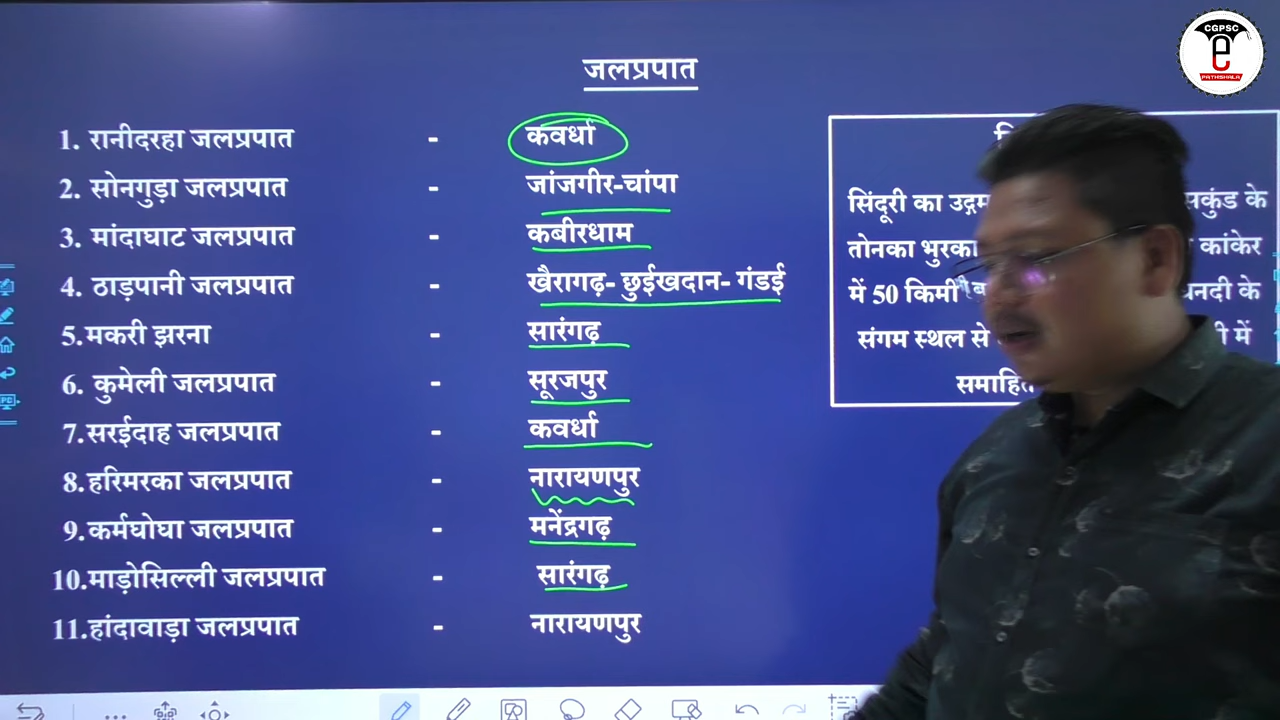 CGPSC
e
PATHSHALA
जलप्रपात
1. रानीदरहा जलप्रपात - कवर्धा
2. सोनगुड़ा जलप्रपात - जांजगीर-चांपा
3. मांदाघाट जलप्रपात - कबीरधाम
4. ठाड़पानी जलप्रपात - खैरागढ़- छुईखदान- गंडई
5. मकरी झरना - सारंगढ़
6. कुमेली जलप्रपात - सूरजपुर
7. सरईदाह जलप्रपात - कवर्धा
8. हरिमरका जलप्रपात - नारायणपुर
9. कर्मघोघा जलप्रपात - मनेंद्रगढ़
10. माड़ोसिल्ली जलप्रपात - सारंगढ़
11. हांदावाड़ा जलप्रपात - नारायणपुर
सिंदूरी का के
तोनका भुरका कांकेर
में 50 किमी के
संगम स्थल से में